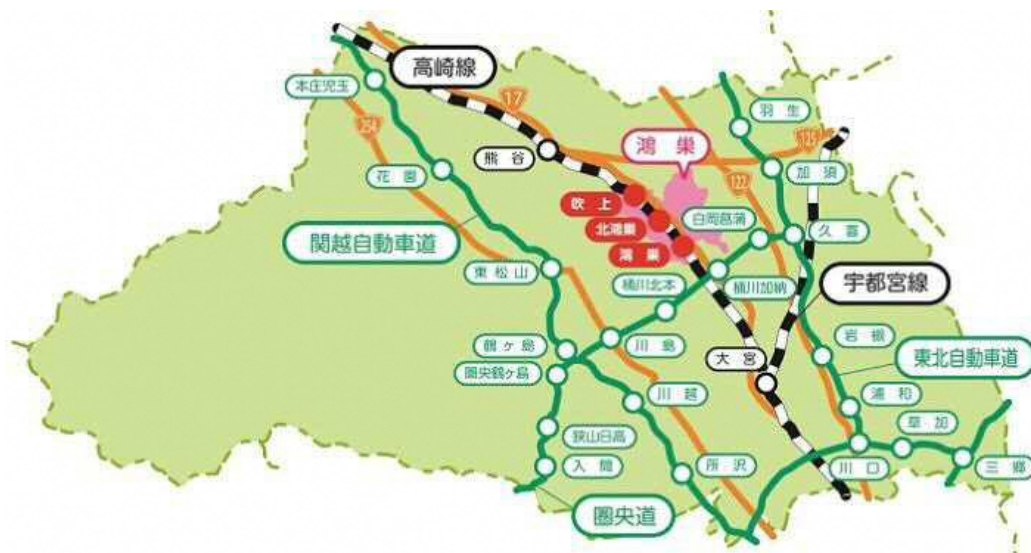 高崎線
17
本庄児玉
羽生
254
125
鴻巣
熊谷
花園
加須
122
吹上
白岡菖蒲
北鴻巣
久喜
関越自動車道
鴻巣
東松山
桶川北本
桶川加納
宇都宮線
鶴ヶ島
川島
岩槻
大宮
東北自動車道
圏央鶴ヶ島
川越
浦和
草加
狭山日高
入間
所沢
川口
三郷
圏央道